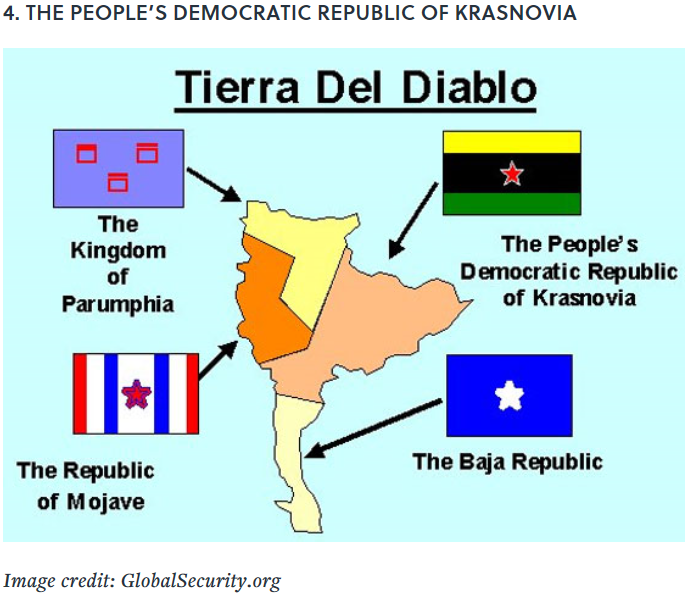 4. THE PEOPLE’S DEMOCRATIC REPUBLIC OF KRASNOVIA
Tierra Del Diablo
The
Kingdom
of
Parumphia
The People's
Democratic Republic
of Krasnovia
The Republic
of Mojave
The Baja Republic
Image credit: GlobalSecurity.org